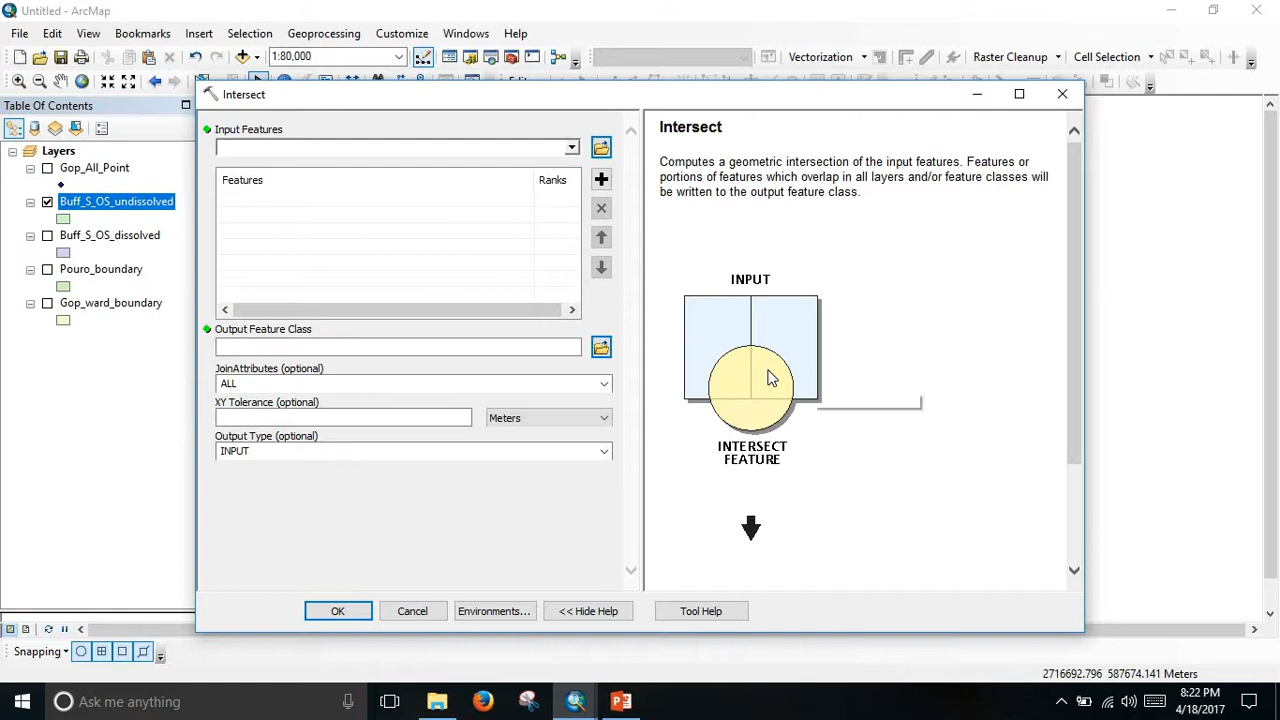 Untitled - ArcMap
File Edit View Bookmarks Insert Selection Geoprocessing Customize Windows Help
1:80,000 Vectorization Raster Cleanup Cell Selection
Table Of Contents
Intersect
Layers
Gop_All_Point
Buff_S_OS_undissolved
Buff_S_OS_dissolved
Pouro_boundary
Gop_ward_boundary
Input Features
Features Ranks
Output Feature Class
JoinAttributes (optional)
ALL
XY Tolerance (optional)
Meters
Output Type (optional)
INPUT
OK Cancel Environments... << Hide Help Tool Help
Intersect
Computes a geometric intersection of the input features. Features or
portions of features which overlap in all layers and/or feature classes will
be written to the output feature class.
INPUT
INTERSECT
FEATURE
Snapping
2716692.796 587674.141 Meters
Ask me anything
8:22 PM
4/18/2017